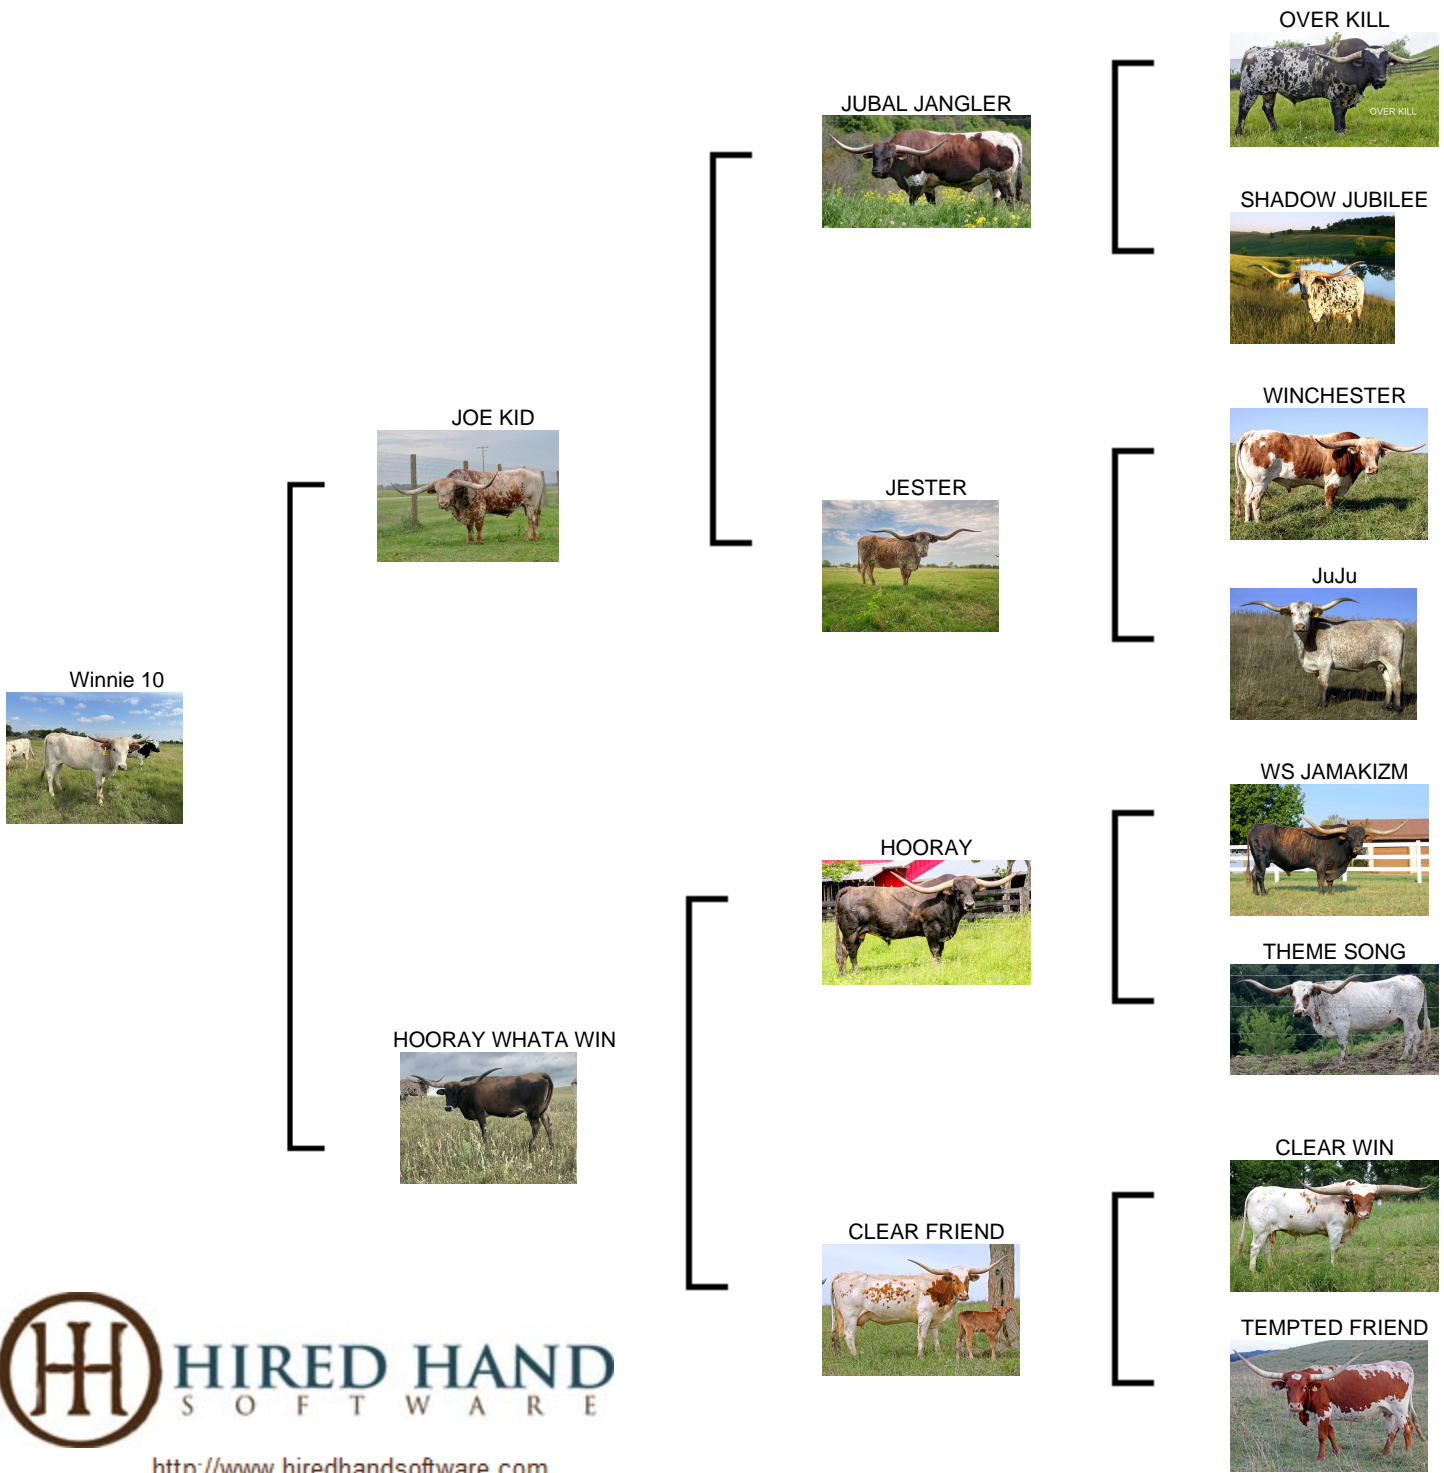 OVER KILL
OVER KILL
JUBAL JANGLER
SHADOW JUBILEE
JOE KID
WINCHESTER
JESTER
JuJu
Winnie 10
WS JAMAKIZM
HOORAY
THEME SONG
HOORAY WHATA WIN
CLEAR WIN
CLEAR FRIEND
TEMPTED FRIEND
HIRED HAND
SOFTWARE
http://www.hiredhandsoftware.com